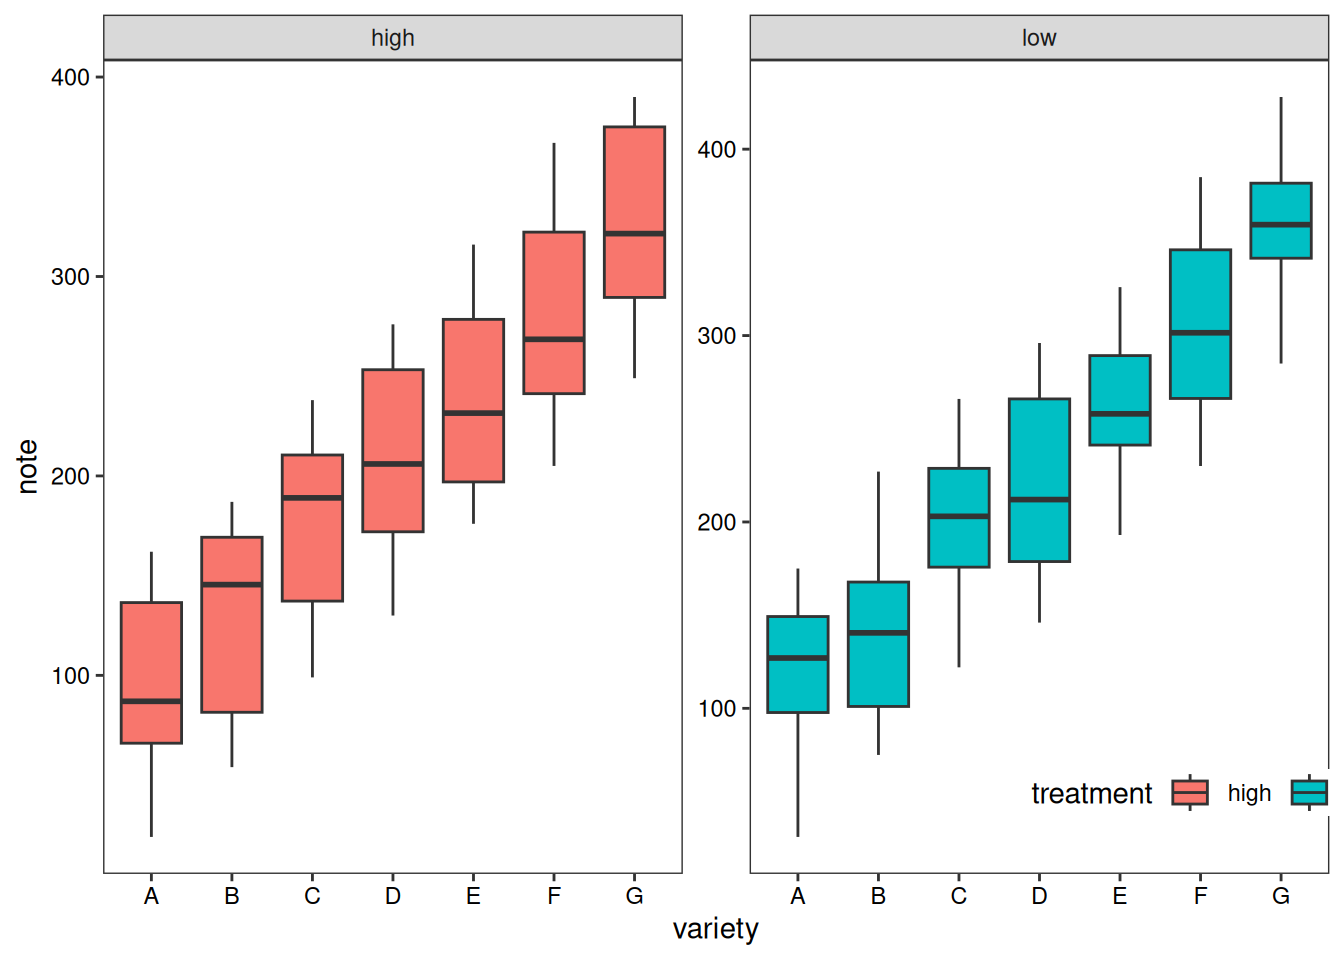 high
low
400
300
200
100
400
300
200
100
note
treatment high
A B C D E F G
A B C D E F G
variety